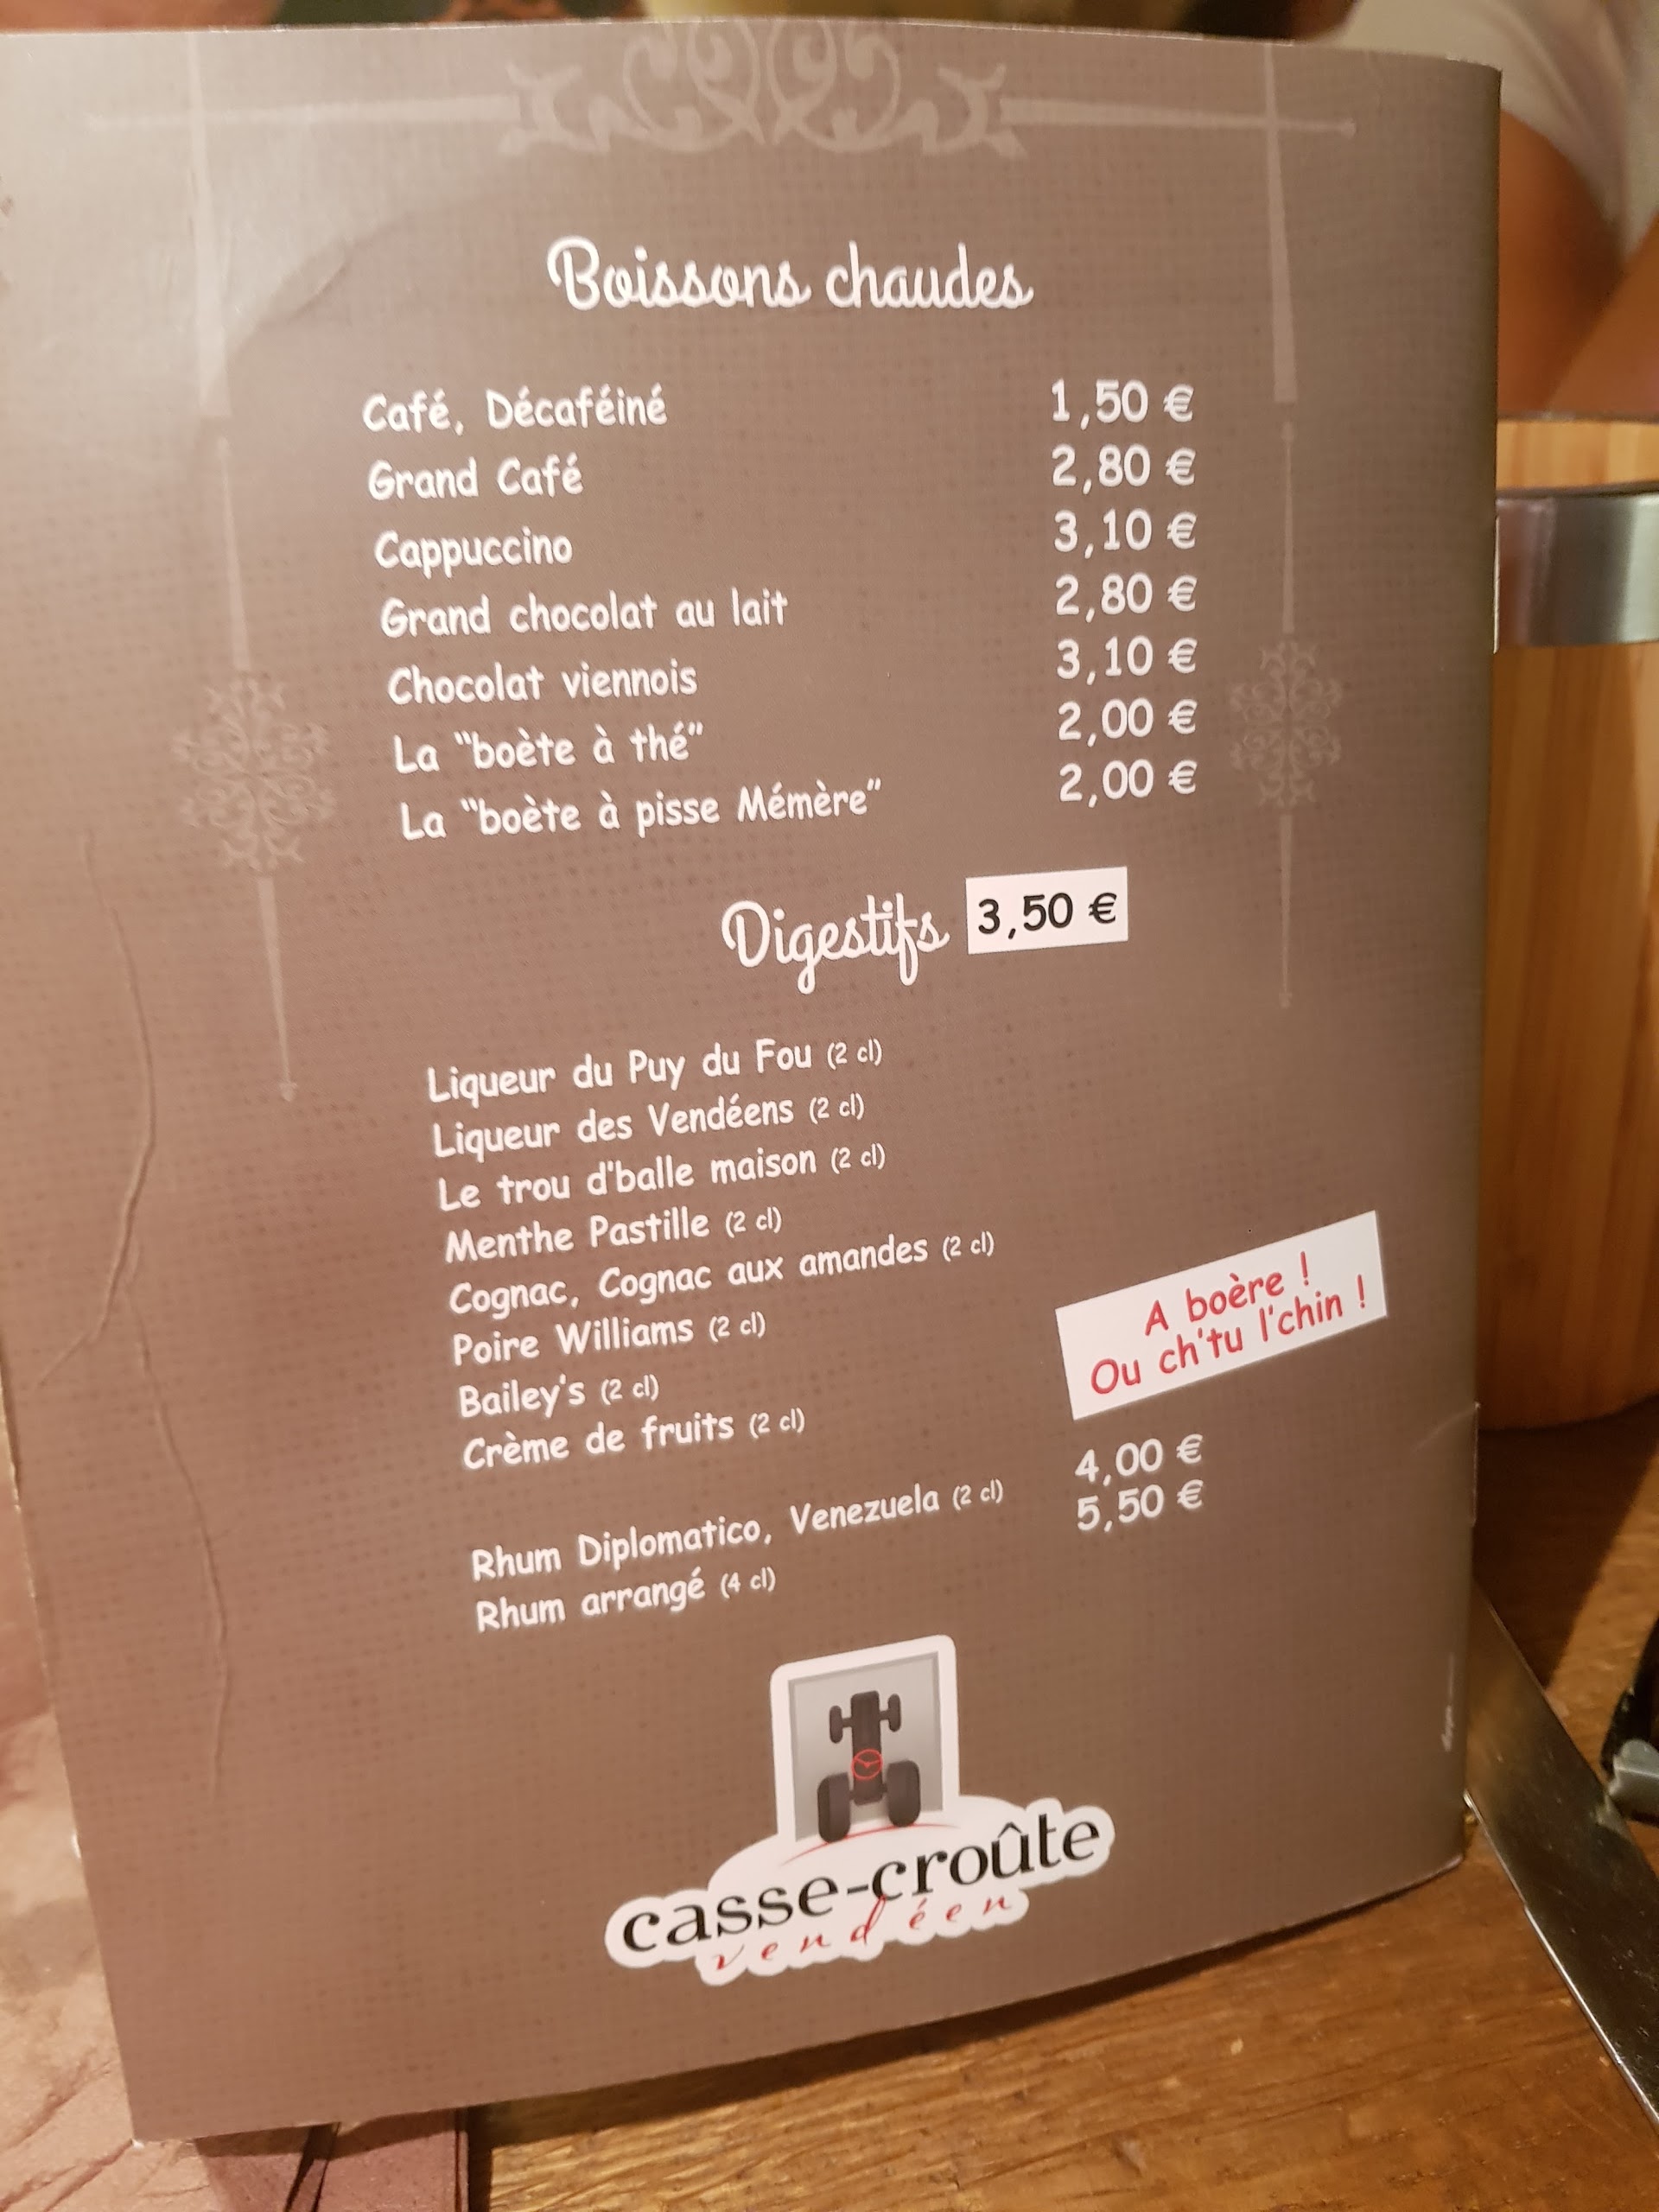 Boissons chaudes
Café, Décaféiné 1,50 €
Grand Café 2,80 €
Cappuccino 3,10 €
Grand chocolat au lait 2,80 €
Chocolat viennois 3,10 €
La "boète à thé" 2,00 €
La "boète à pisse Mémère" 2,00 €
Digestifs 3,50 €
Liqueur du Puy du Fou (2 cl)
Liqueur des Vendéens (2 cl)
Le trou d'balle maison (2 cl)
Menthe Pastille (2 cl)
Cognac, Cognac aux amandes (2 cl)
Poire Williams (2 cl)
Bailey's (2 cl)
Crème de fruits (2 cl)
A boère !
Ou ch'tu l'chin !
Rhum Diplomatico, Venezuela (2 cl) 4,00 €
Rhum arrangé (4 cl) 5,50 €
casse-croûte
vendéen